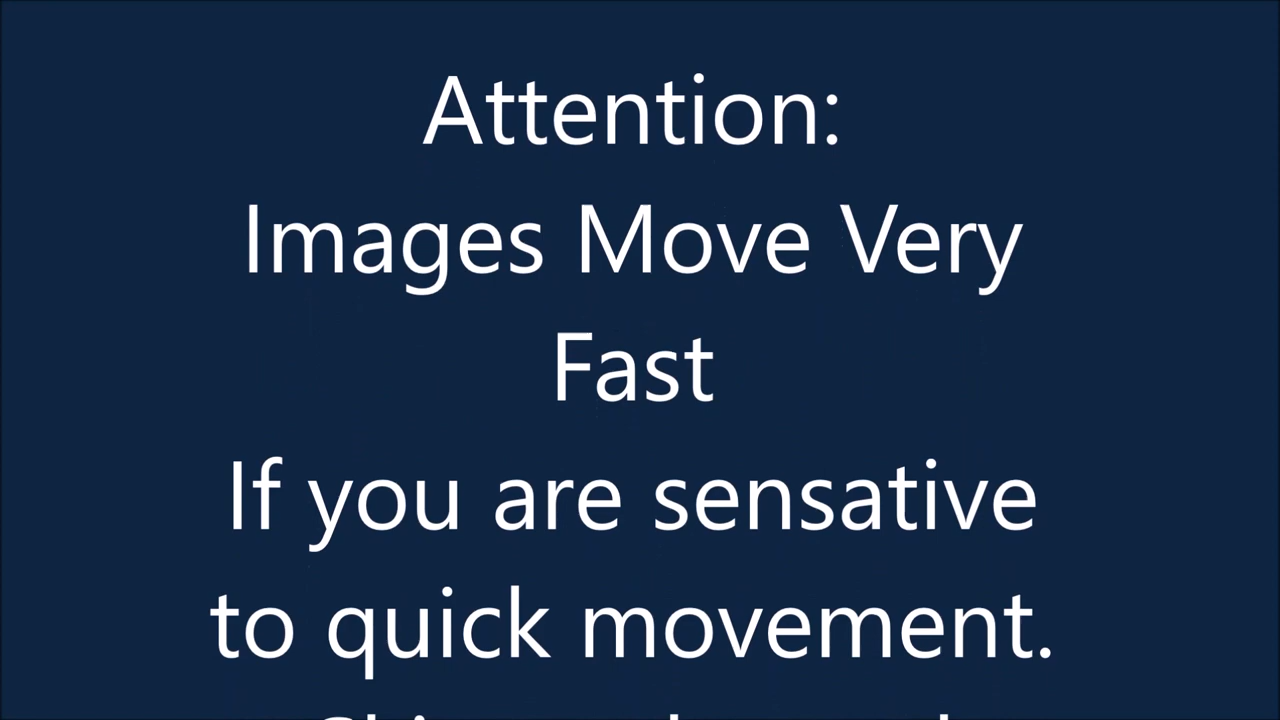 Attention:
Images Move Very
Fast
If you are sensative
to quick movement.